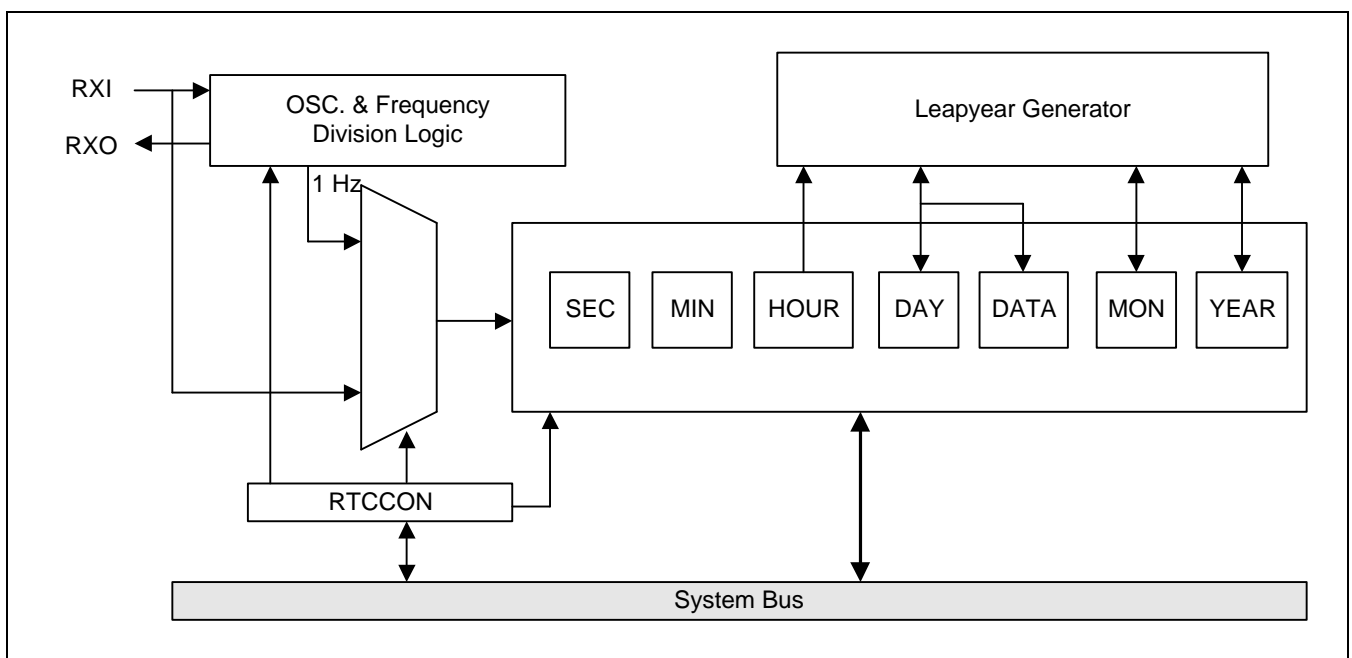 RXI
RXO
OSC. & Frequency
Division Logic
1 Hz
Leapyear Generator
SEC
MIN
HOUR
DAY
DATA
MON
YEAR
RTCCON
System Bus